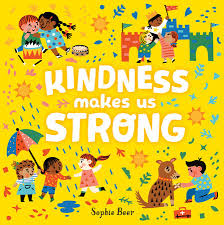 KINDNESS
makes us
STRONG
Sophie Beer